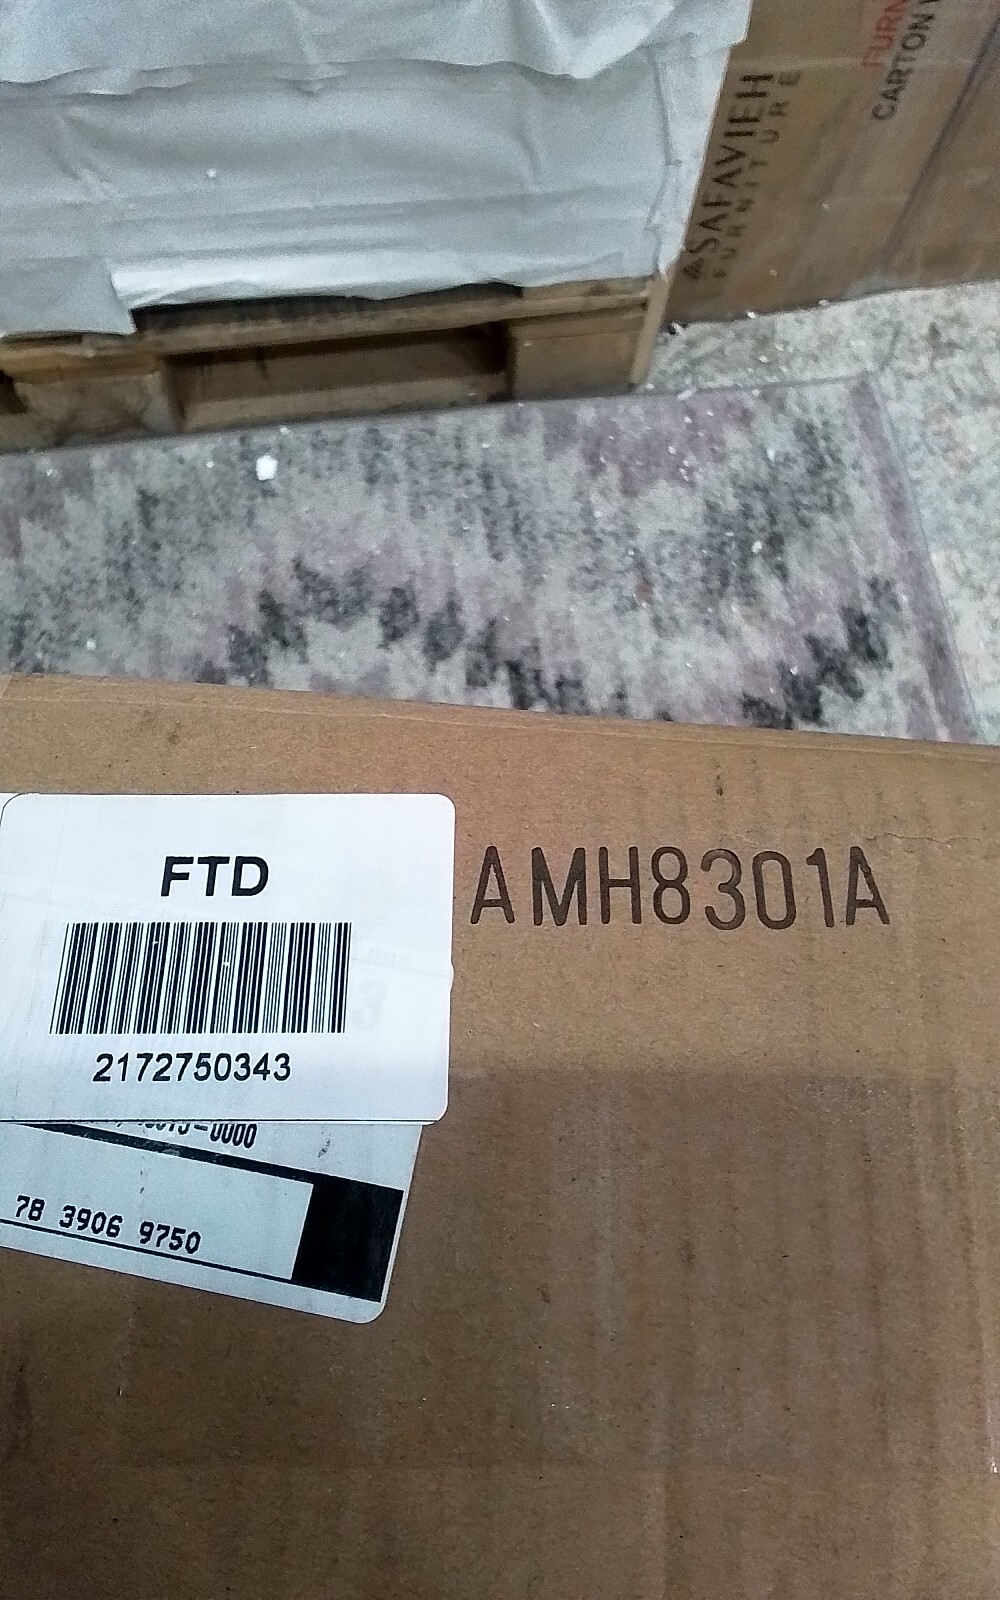 SAFAVIEH
FURNITURE
CARTON
FTD
2172750343
AMH8301A
78 3906 9750